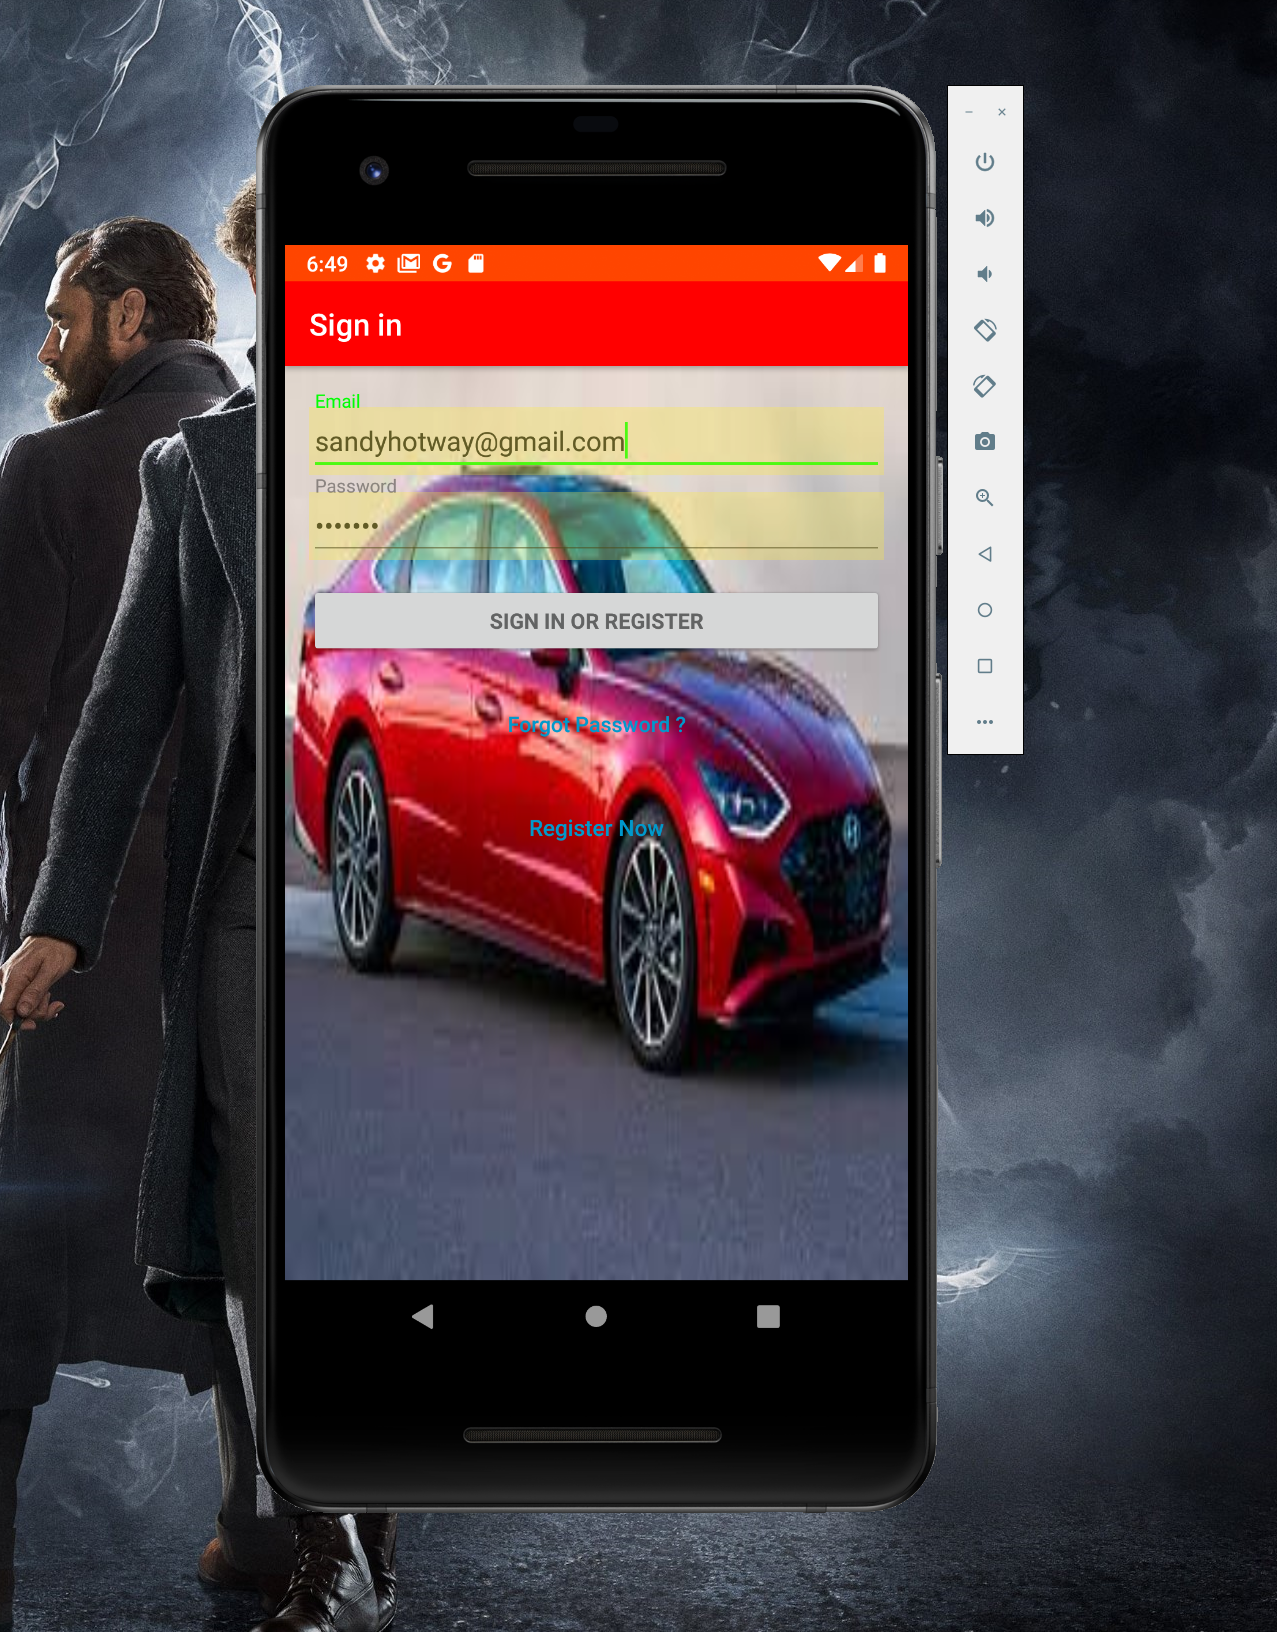 6:49
Sign in
Email
sandyhotway@gmail.com
Password
•••••••
SIGN IN OR REGISTER
Forgot Password ?
Register Now